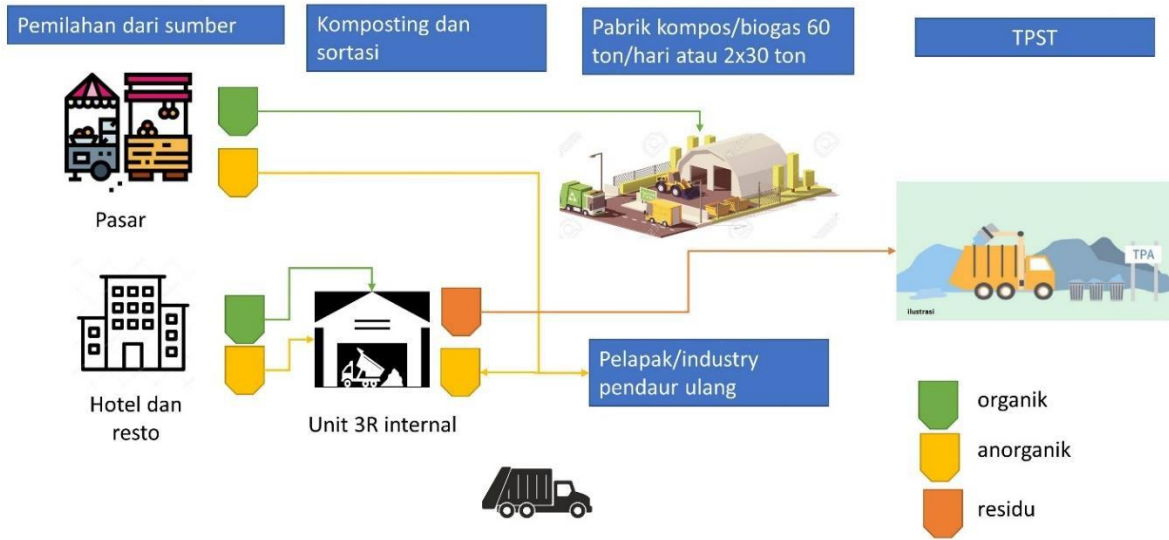 Pemilahan dari sumber
Komposting dan
sortasi
Pabrik kompos/biogas 60
ton/hari atau 2x30 ton
TPST
Pasar
TPA
ilustrasi
Hotel dan
resto
Unit 3R internal
Pelapak/industry
pendaur ulang
organik
anorganik
residu